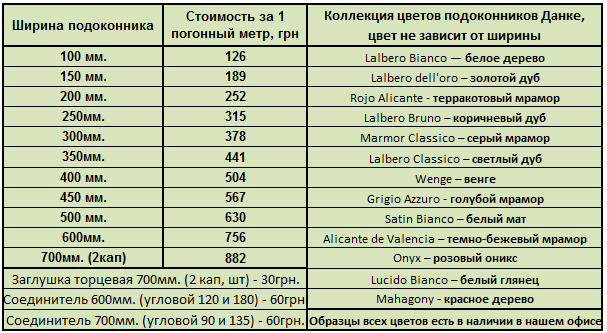 Ширина подоконника
Стоимость за 1
погонный метр, грн
Коллекция цветов подоконников Данке,
цвет не зависит от ширины
100 мм. 126 Lalbero Bianco — белое дерево
150 мм. 189 Lalbero dell'oro – золотой дуб
200 мм. 252 Rojo Alicante - терракотовый мрамор
250мм. 315 Lalbero Bruno – коричневый дуб
300мм. 378 Marmor Classico – серый мрамор
350мм. 441 Lalbero Classico – светлый дуб
400 мм. 504 Wenge – венге
450 мм. 567 Grigio Azzuro - голубой мрамор
500 мм. 630 Satin Bianco – белый мат
600мм. 756 Alicante de Valencia – темно-бежевый мрамор
700мм. (2кап) 882 Onyx – розовый оникс
Заглушка торцевая 700мм. (2 кап, шт) - 30грн. Lucido Bianco – белый глянец
Соединитель 600мм. (угловой 120 и 180) - 60грн Mahagony - красное дерево
Соединитель 700мм. (угловой 90 и 135) - 60грн. Образцы всех цветов есть в наличии в нашем офисе